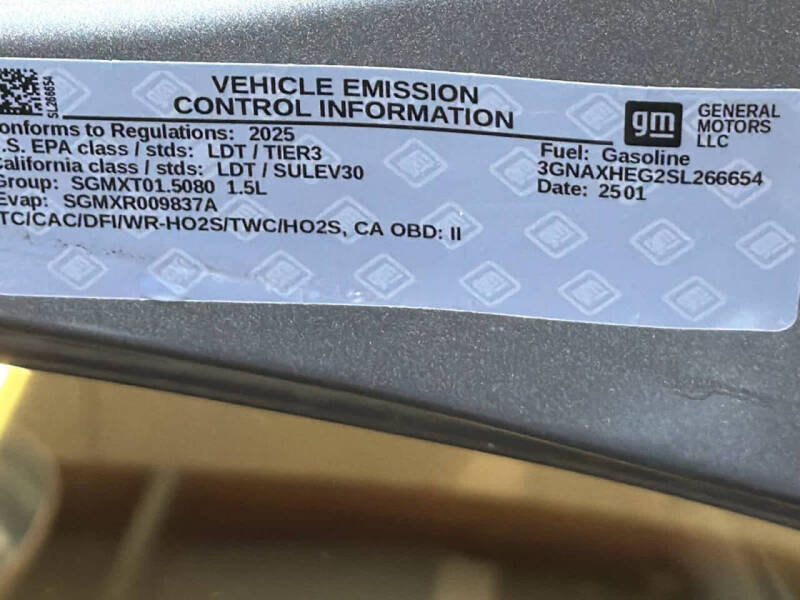 SL266654
VEHICLE EMISSION
CONTROL INFORMATION
gm
GENERAL
MOTORS
LLC
onforms to Regulations: 2025
.S. EPA class / stds: LDT / TIER3
California class / stds: LDT / SULEV30
Group: SGMXT01.5080 1.5L
Evap: SGMXR009837A
TC/CAC/DFI/WR-HO2S/TWC/HO2S, CA OBD: II
Fuel: Gasoline
3GNAXHEG2SL266654
Date: 2501